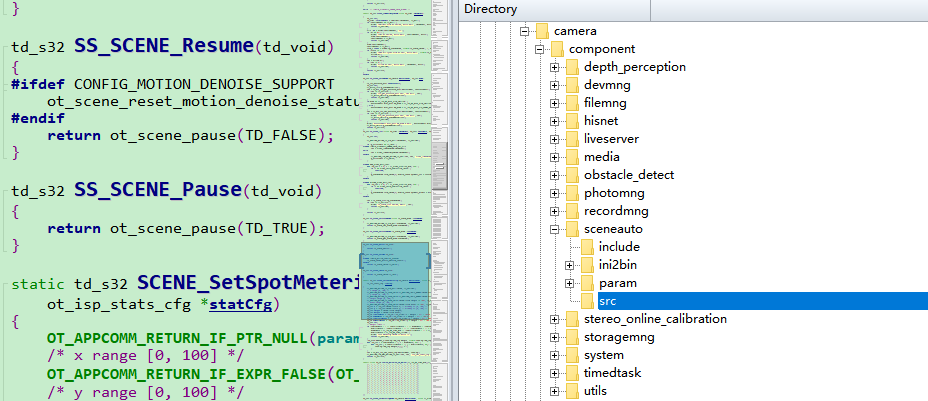 }
td_s32 SS_SCENE_Resume(td_void)
{
#ifdef CONFIG_MOTION_DENOISE_SUPPORT
ot_scene_reset_motion_denoise_statu
#endif
return ot_scene_pause(TD_FALSE);
}
td_s32 SS_SCENE_Pause(td_void)
{
return ot_scene_pause(TD_TRUE);
}
static td_s32 SCENE_SetSpotMeteri
ot_isp_stats_cfg *statCfg)
{
OT_APPCOMM_RETURN_IF_PTR_NULL(param
/* x range [0, 100] */
OT_APPCOMM_RETURN_IF_EXPR_FALSE(OT_
/* y range [0, 100] */
Directory
camera
component
depth_perception
devmng
filemng
hisnet
liveserver
media
obstacle_detect
photomng
recordmng
sceneauto
include
ini2bin
param
src
stereo_online_calibration
storagemng
system
timedtask
utils